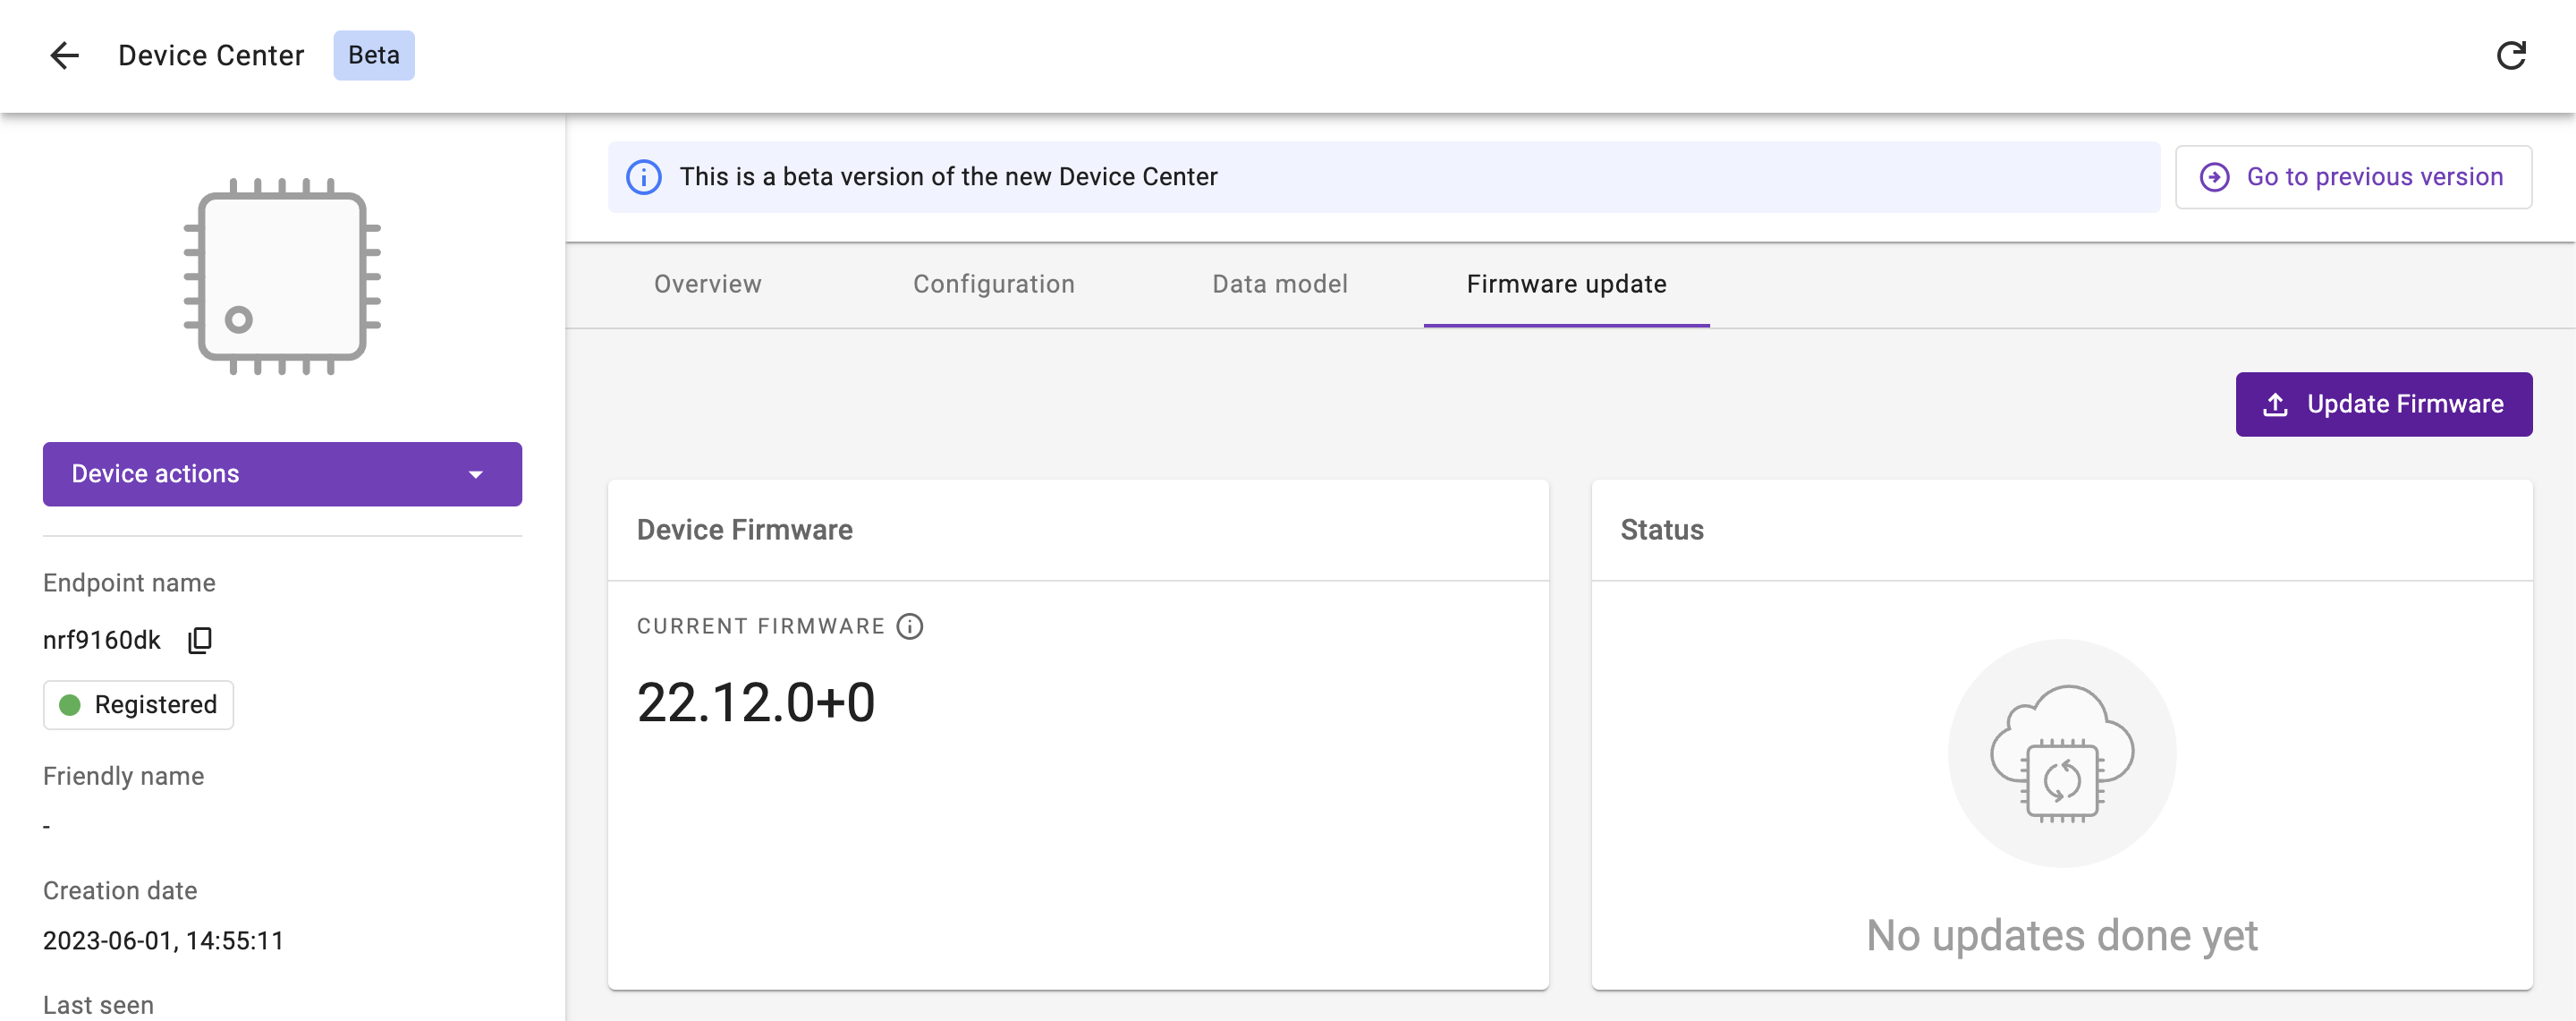 Device Center
Beta
This is a beta version of the new Device Center
Go to previous version
Overview
Configuration
Data model
Firmware update
Update Firmware
Device actions
Endpoint name
nrf9160dk
Registered
Friendly name
-
Creation date
2023-06-01, 14:55:11
Last seen
Device Firmware
CURRENT FIRMWARE
22.12.0+0
Status
No updates done yet